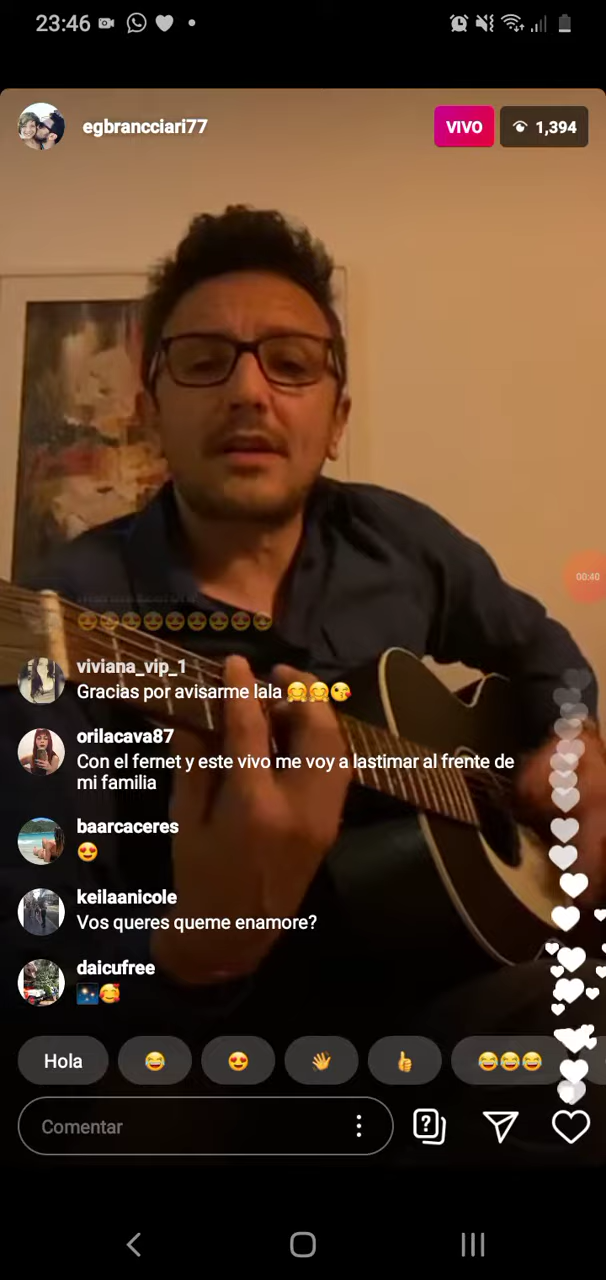 23:46
egbrancciari77
VIVO
1,394
00:40
viviana_vip_1
Gracias por avisarme lala 🤗🤗😘
orilacava87
Con el fernet y este vivo me voy a lastimar al frente de
mi familia
baarcaceres
😍
keilaanicole
Vos queres queme enamore?
daicufree
🎇🥰
Hola
Comentar